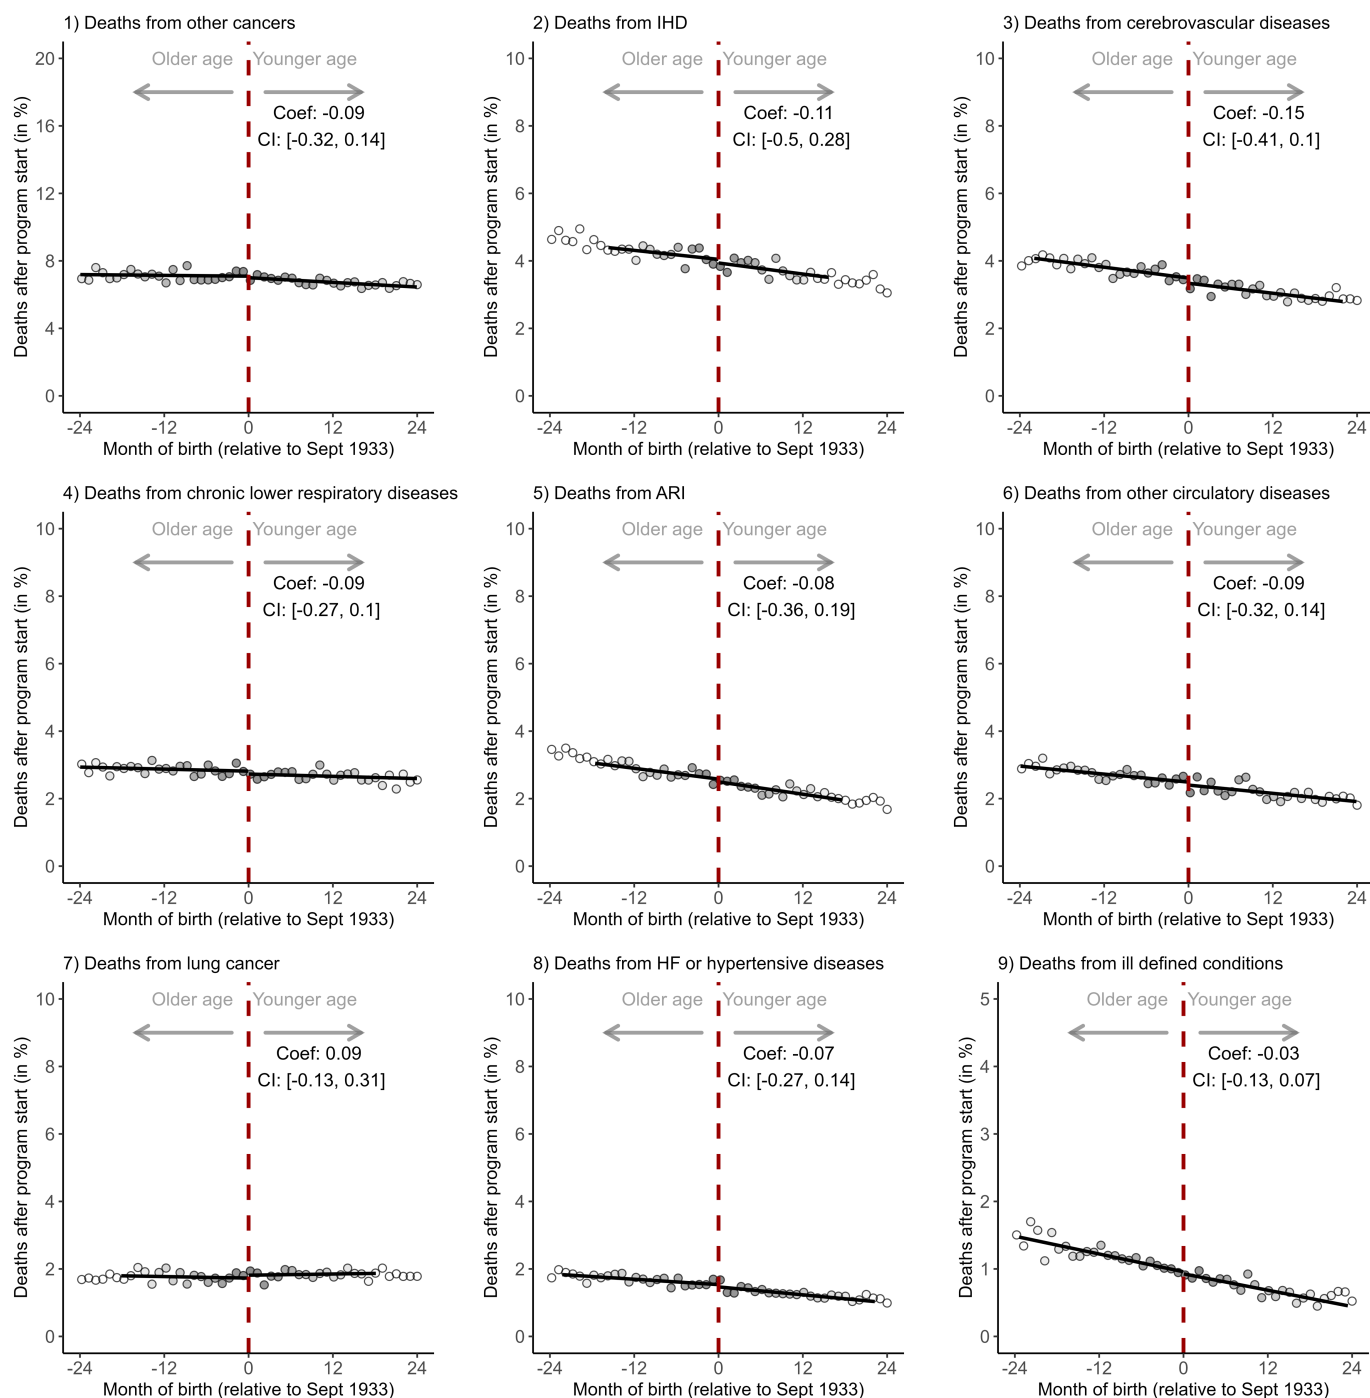 1) Deaths from other cancers
Older age
Younger age
Coef: -0.09
CI: [-0.32, 0.14]
Deaths after program start (in %)
20
16
12
8
4
0
-24
-12
0
12
24
Month of birth (relative to Sept 1933)
2) Deaths from IHD
Older age
Younger age
Coef: -0.11
CI: [-0.5, 0.28]
Deaths after program start (in %)
10
8
6
4
2
0
-24
-12
0
12
24
Month of birth (relative to Sept 1933)
3) Deaths from cerebrovascular diseases
Older age
Younger age
Coef: -0.15
CI: [-0.41, 0.1]
Deaths after program start (in %)
10
8
6
4
2
0
-24
-12
0
12
24
Month of birth (relative to Sept 1933)
4) Deaths from chronic lower respiratory diseases
Older age
Younger age
Coef: -0.09
CI: [-0.27, 0.1]
Deaths after program start (in %)
10
8
6
4
2
0
-24
-12
0
12
24
Month of birth (relative to Sept 1933)
5) Deaths from ARI
Older age
Younger age
Coef: -0.08
CI: [-0.36, 0.19]
Deaths after program start (in %)
10
8
6
4
2
0
-24
-12
0
12
24
Month of birth (relative to Sept 1933)
6) Deaths from other circulatory diseases
Older age
Younger age
Coef: -0.09
CI: [-0.32, 0.14]
Deaths after program start (in %)
10
8
6
4
2
0
-24
-12
0
12
24
Month of birth (relative to Sept 1933)
7) Deaths from lung cancer
Older age
Younger age
Coef: 0.09
CI: [-0.13, 0.31]
Deaths after program start (in %)
10
8
6
4
2
0
-24
-12
0
12
24
Month of birth (relative to Sept 1933)
8) Deaths from HF or hypertensive diseases
Older age
Younger age
Coef: -0.07
CI: [-0.27, 0.14]
Deaths after program start (in %)
10
8
6
4
2
0
-24
-12
0
12
24
Month of birth (relative to Sept 1933)
9) Deaths from ill defined conditions
Older age
Younger age
Coef: -0.03
CI: [-0.13, 0.07]
Deaths after program start (in %)
5
4
3
2
1
0
-24
-12
0
12
24
Month of birth (relative to Sept 1933)